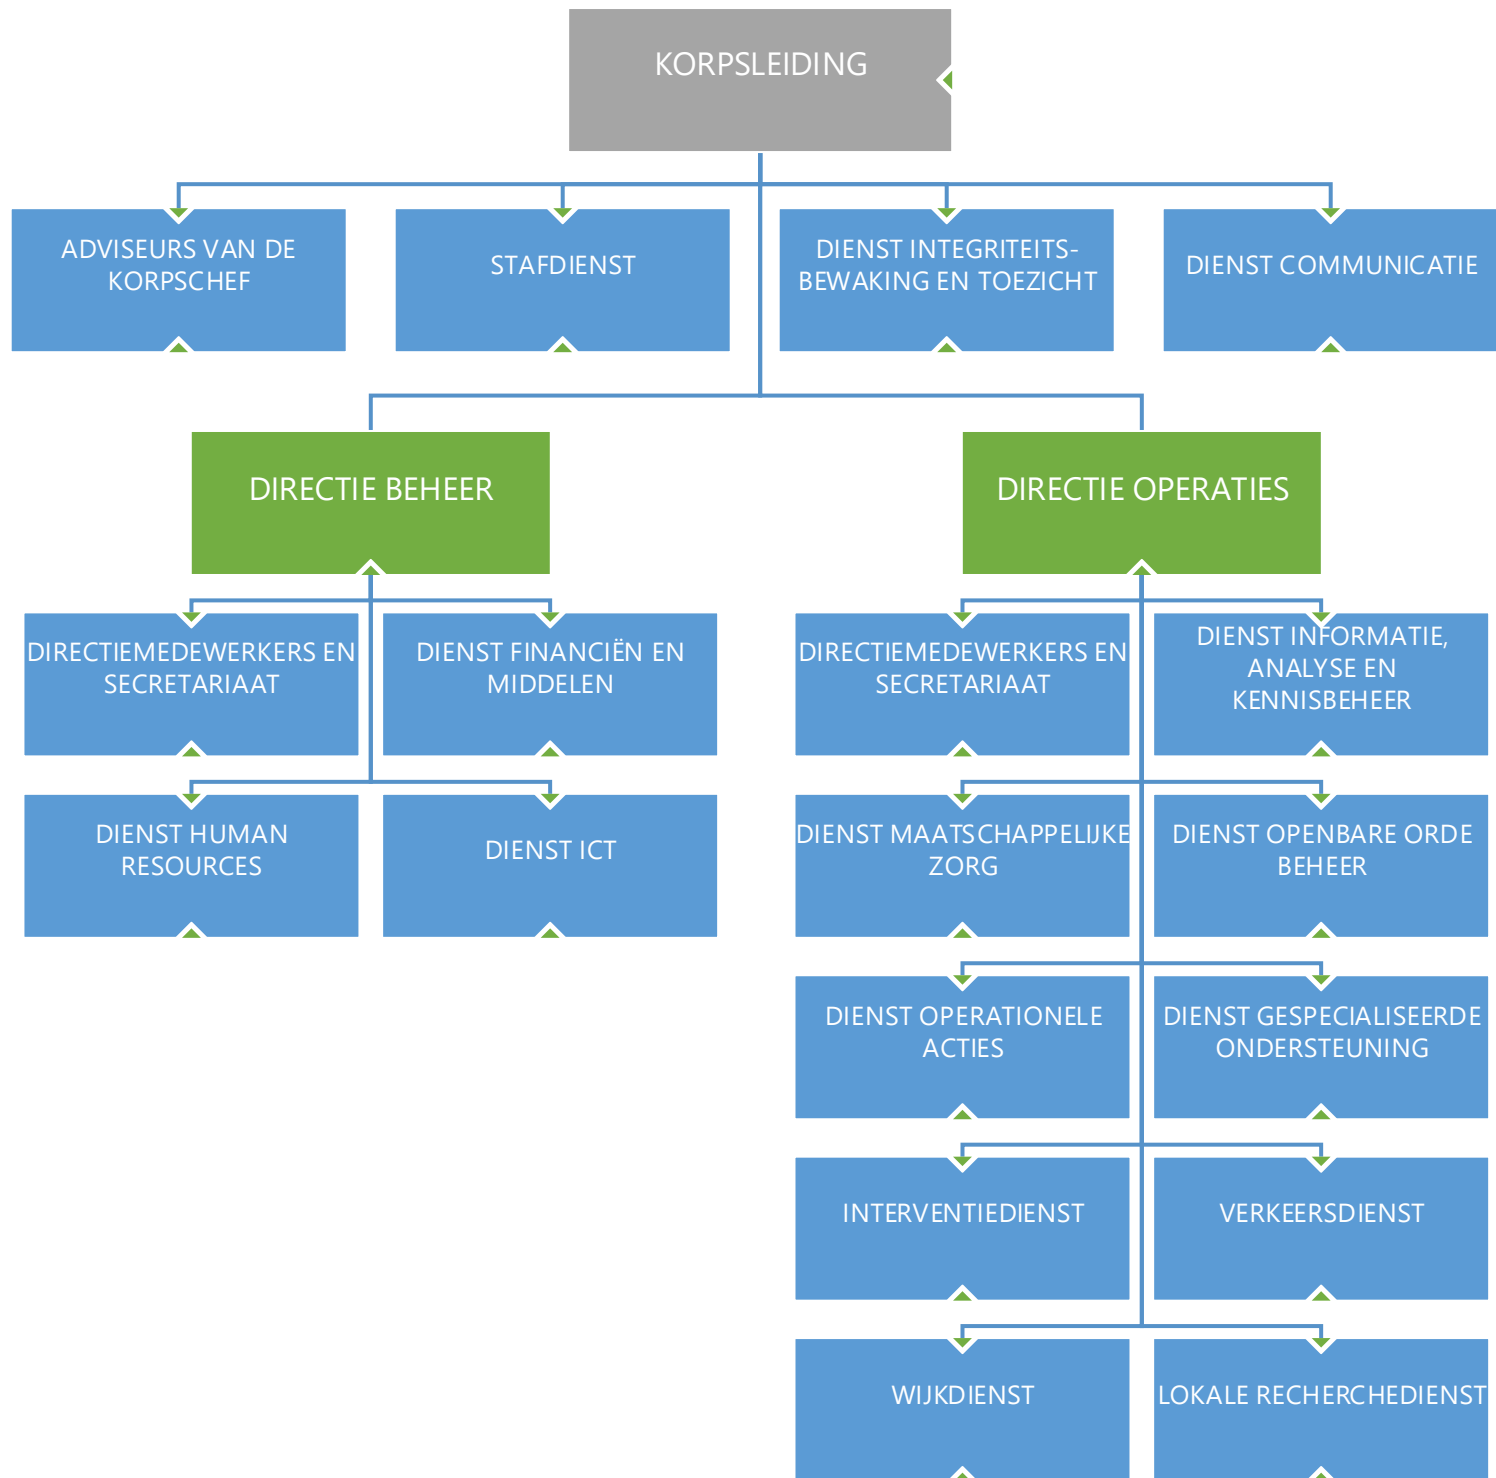 KORPSLEIDING
ADVISEURS VAN DE
KORPSCHEF
STAFDIENST
DIENST INTEGRITEITS-
BEWAKING EN TOEZICHT
DIENST COMMUNICATIE
DIRECTIE BEHEER
DIRECTIE OPERATIES
DIRECTIEMEDEWERKERS EN
SECRETARIAAT
DIENST FINANCIËN EN
MIDDELEN
DIRECTIEMEDEWERKERS EN
SECRETARIAAT
DIENST INFORMATIE,
ANALYSE EN
KENNISBEHEER
DIENST HUMAN
RESOURCES
DIENST ICT
DIENST MAATSCHAPPELIJKE
ZORG
DIENST OPENBARE ORDE
BEHEER
DIENST OPERATIONELE
ACTIES
DIENST GESPECIALISEERDE
ONDERSTEUNING
INTERVENTIEDIENST
VERKEERSDIENST
WIJKDIENST
LOKALE RECHERCHEDIENST